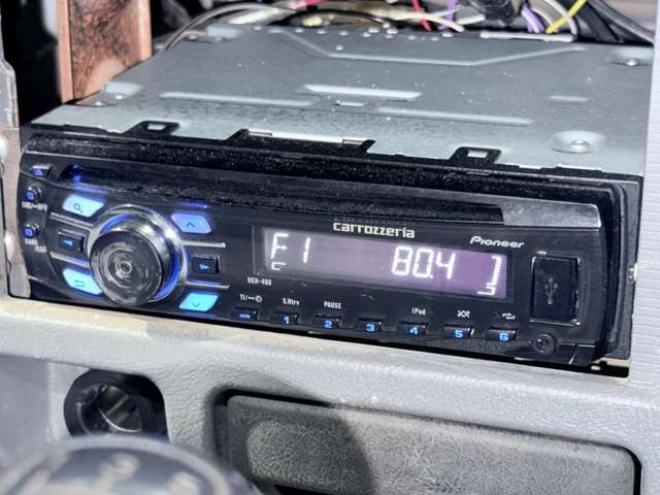 carrozzeria
Pioneer
F1 80.4
DEH-460
S.Rtrv
PAUSE
iPod
1 2 3 4 5 6